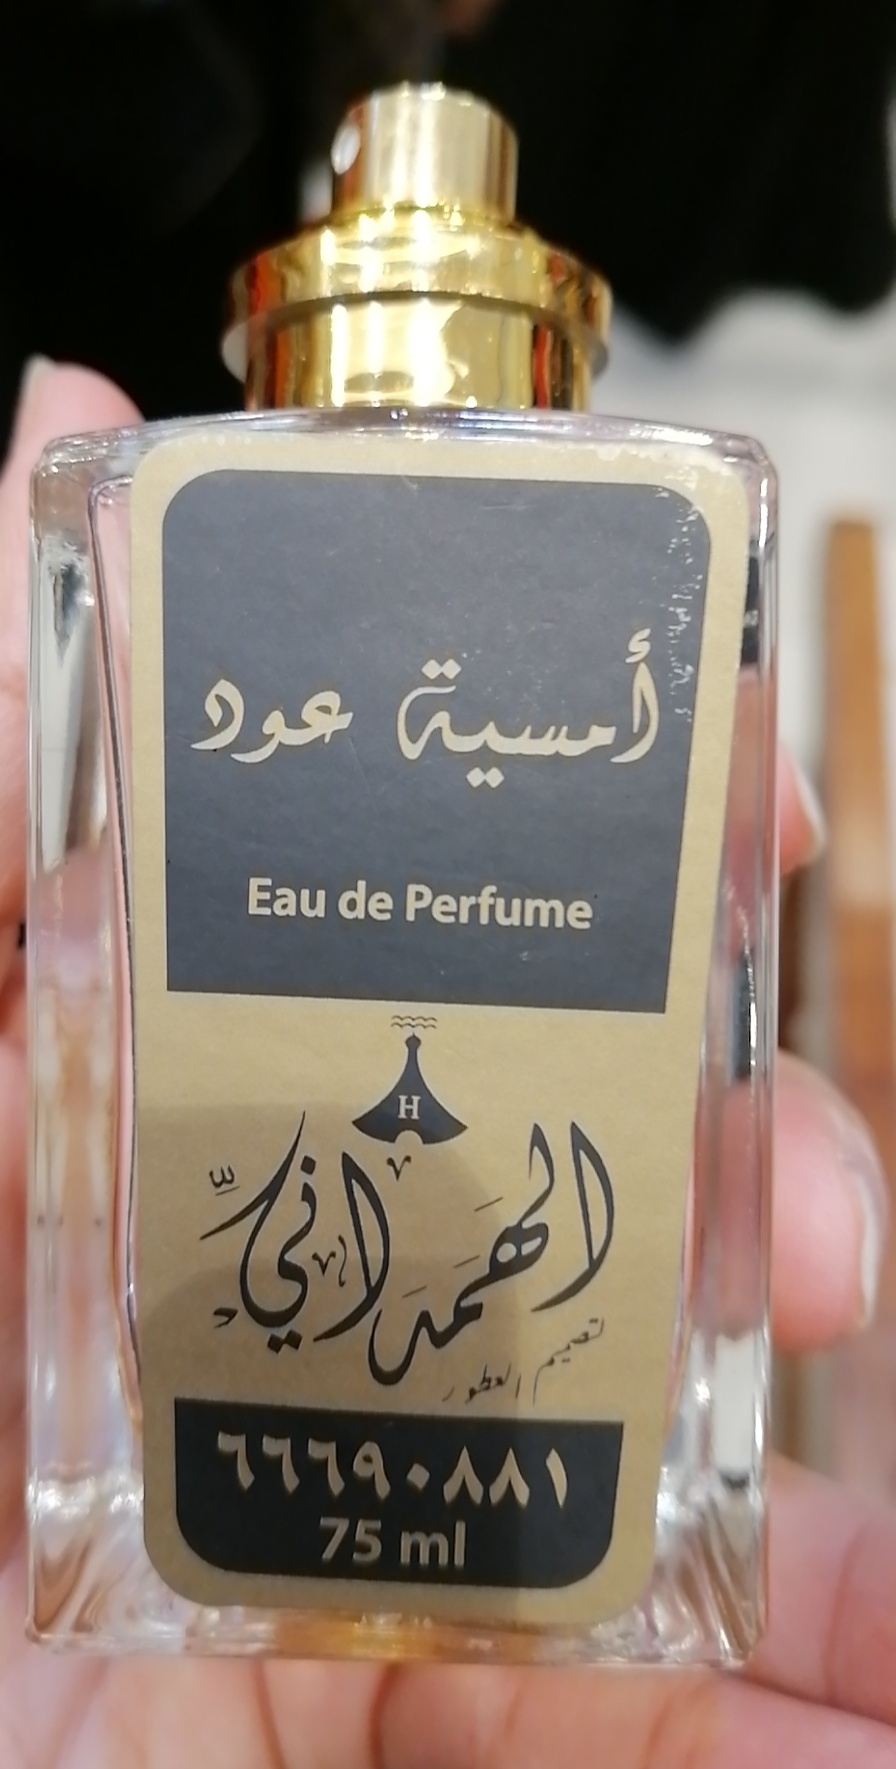 أمسية عود
Eau de Perfume
H
الهمداني
تصميم العطور
٦٦٦٩٠٨٨١
75 ml